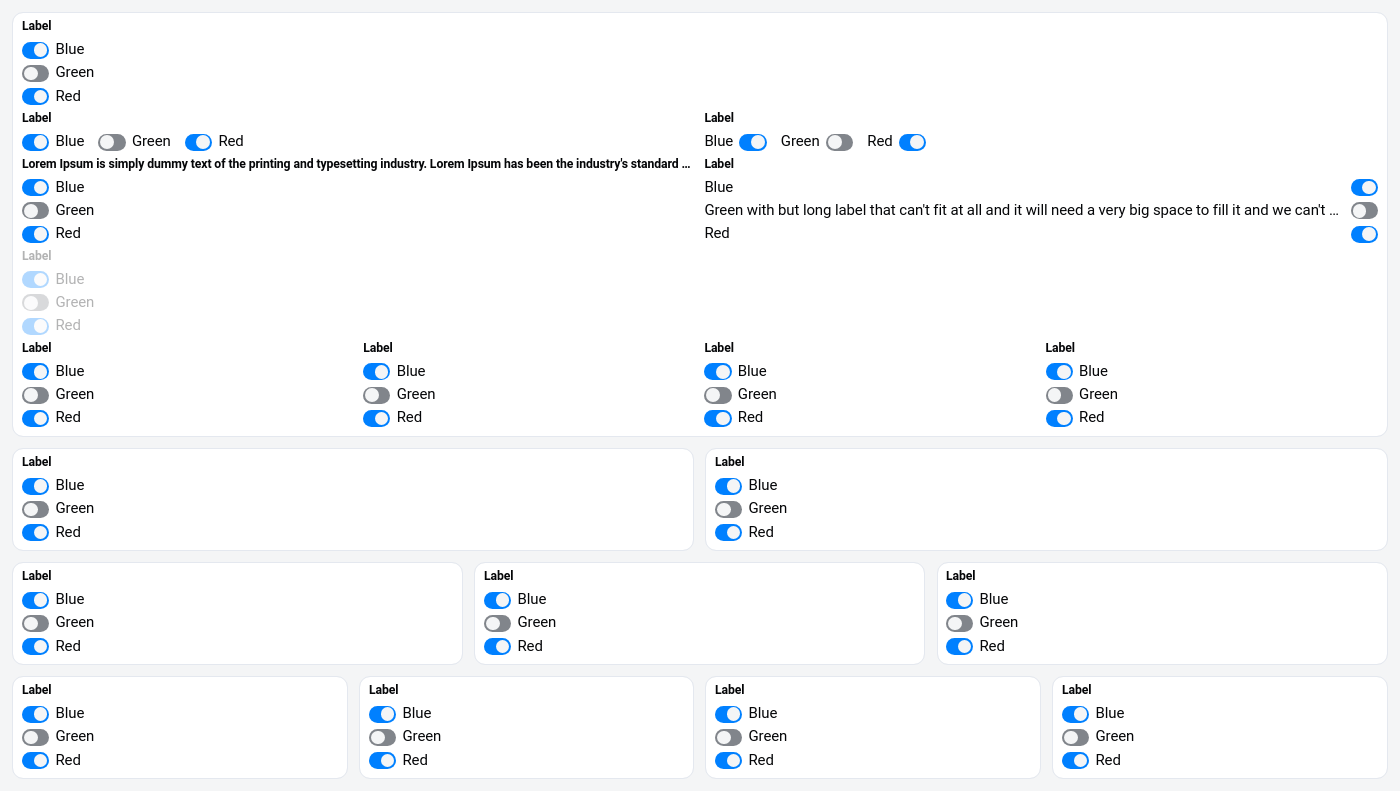 Label
Blue
Green
Red
Label
Blue Green Red
Label
Blue Green Red
Lorem Ipsum is simply dummy text of the printing and typesetting industry. Lorem Ipsum has been the industry's standard ...
Blue
Green
Red
Label
Blue
Green with but long label that can't fit at all and it will need a very big space to fill it and we can't ...
Red
Label
Blue
Green
Red
Label
Blue
Green
Red
Label
Blue
Green
Red
Label
Blue
Green
Red
Label
Blue
Green
Red
Label
Blue
Green
Red
Label
Blue
Green
Red
Label
Blue
Green
Red
Label
Blue
Green
Red
Label
Blue
Green
Red
Label
Blue
Green
Red
Label
Blue
Green
Red
Label
Blue
Green
Red
Label
Blue
Green
Red